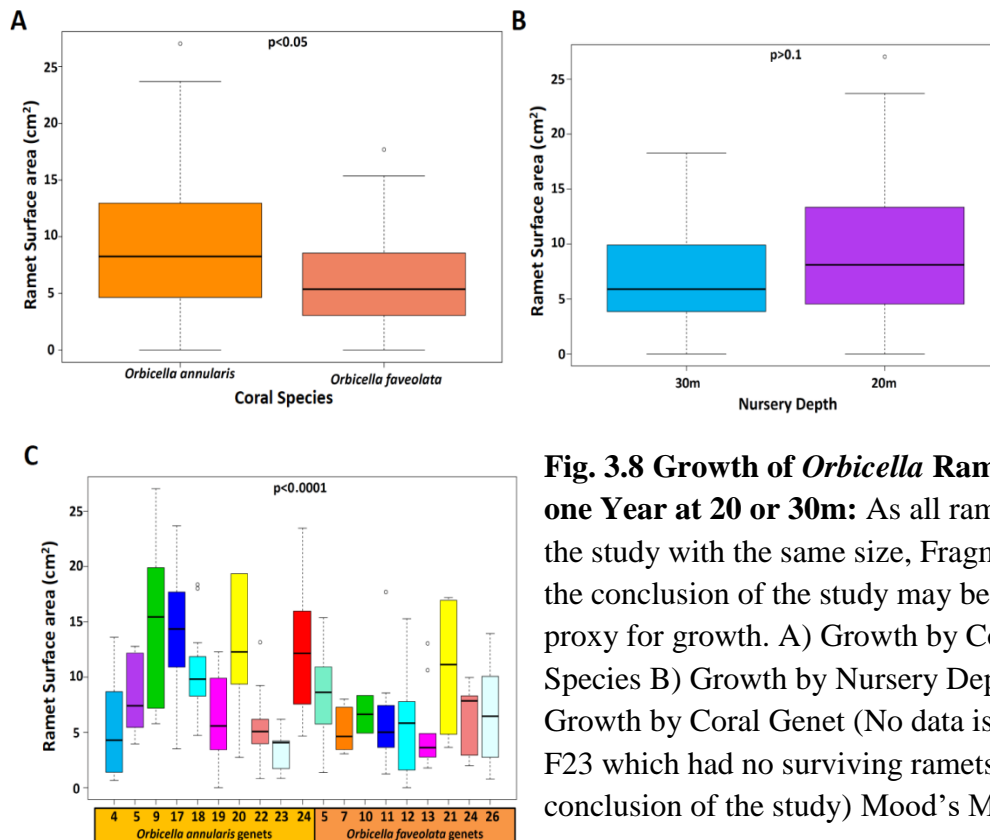 A
p<0.05
Ramet Surface area (cm²)
25
20
15
10
5
0
Orbicella annularis
Orbicella faveolata
Coral Species
B
p>0.1
Ramet Surface area (cm²)
25
20
15
10
5
0
30m
20m
Nursery Depth
C
p<0.0001
Ramet Surface area (cm²)
25
20
15
10
5
0
4 5 9 17 18 19 20 22 23 24 5 7 10 11 12 13 21 24 26
Orbicella annularis genets
Orbicella faveolata genets
Fig. 3.8 Growth of Orbicella Ram
one Year at 20 or 30m: As all ram
the study with the same size, Fragn
the conclusion of the study may be
proxy for growth. A) Growth by Co
Species B) Growth by Nursery Dep
Growth by Coral Genet (No data is
F23 which had no surviving ramets
conclusion of the study) Mood's M